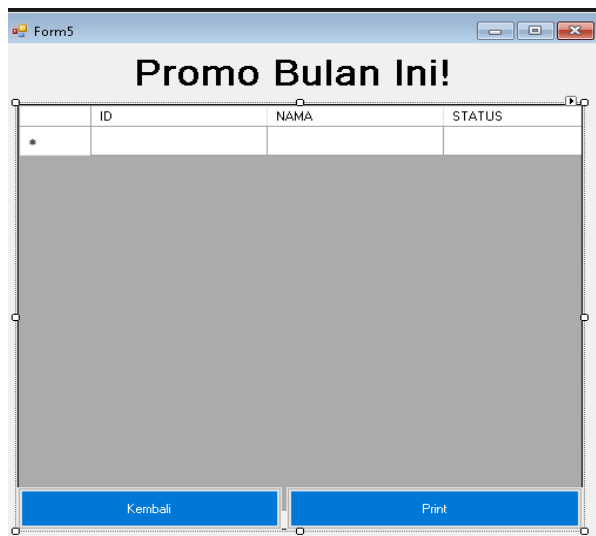 Form5
Promo Bulan Ini!
ID NAMA STATUS
*
Kembali Print